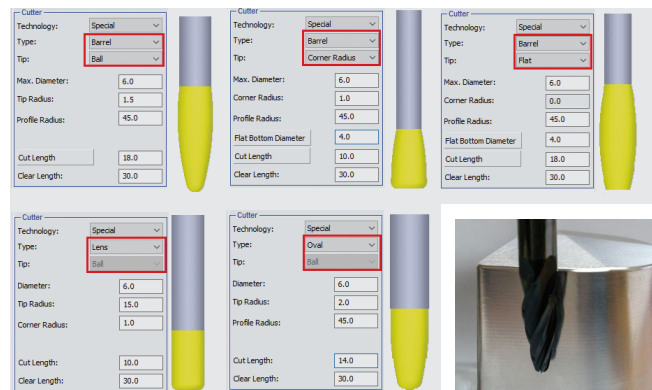 Cutter
Technology: Special
Type: Barrel
Tip: Ball
Max. Diameter: 6.0
Tip Radius: 1.5
Profile Radius: 45.0
Cut Length 18.0
Clear Length: 30.0
Cutter
Technology: Special
Type: Barrel
Tip: Corner Radius
Max. Diameter: 6.0
Corner Radius: 1.0
Profile Radius: 45.0
Flat Bottom Diameter 4.0
Cut Length 10.0
Clear Length: 30.0
Cutter
Technology: Special
Type: Barrel
Tip: Flat
Max. Diameter: 6.0
Corner Radius: 0.0
Profile Radius: 45.0
Flat Bottom Diameter 4.0
Cut Length 18.0
Clear Length: 30.0
Cutter
Technology: Special
Type: Lens
Tip: Ball
Diameter: 6.0
Tip Radius: 15.0
Corner Radius: 1.0
Cut Length: 10.0
Clear Length: 30.0
Cutter
Technology: Special
Type: Oval
Tip: Ball
Diameter: 6.0
Tip Radius: 2.0
Profile Radius: 45.0
Cut Length: 14.0
Clear Length: 30.0